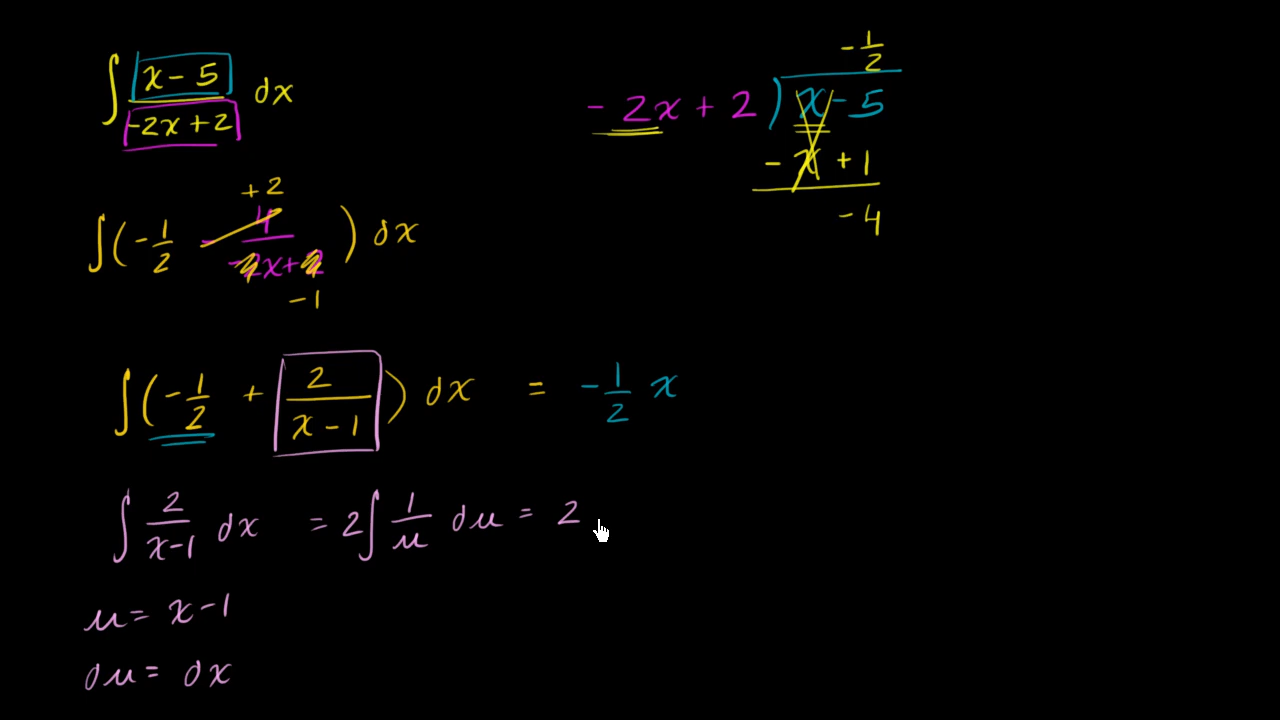 ∫ (x - 5)/(-2x + 2) dx
-1/2
-2x + 2 ) x - 5
- x + 1
-4
+2
∫(-1/2 - 4/(-2x + 2)) dx
-1
∫(-1/2 + 2/(x - 1)) dx = -1/2 x
∫ 2/(x-1) dx = 2∫ 1/u du = 2
u = x - 1
du = dx